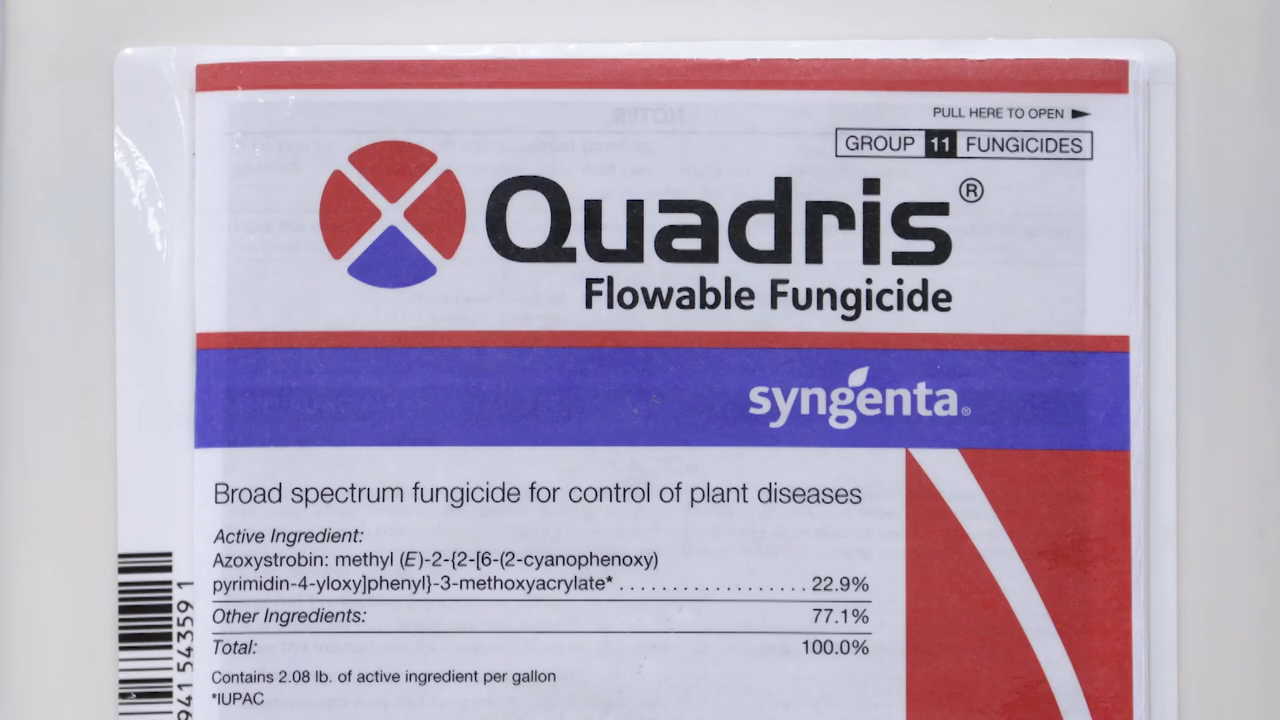 PULL HERE TO OPEN
GROUP 11 FUNGICIDES
Quadris®
Flowable Fungicide
syngenta®
Broad spectrum fungicide for control of plant diseases
Active Ingredient:
Azoxystrobin: methyl (E)-2-{2-[6-(2-cyanophenoxy)
pyrimidin-4-yloxy]phenyl}-3-methoxyacrylate* . . . . . . . . . . . . . . . . . . 22.9%
Other Ingredients: 77.1%
Total: 100.0%
Contains 2.08 lb. of active ingredient per gallon
*IUPAC
941 54359 1